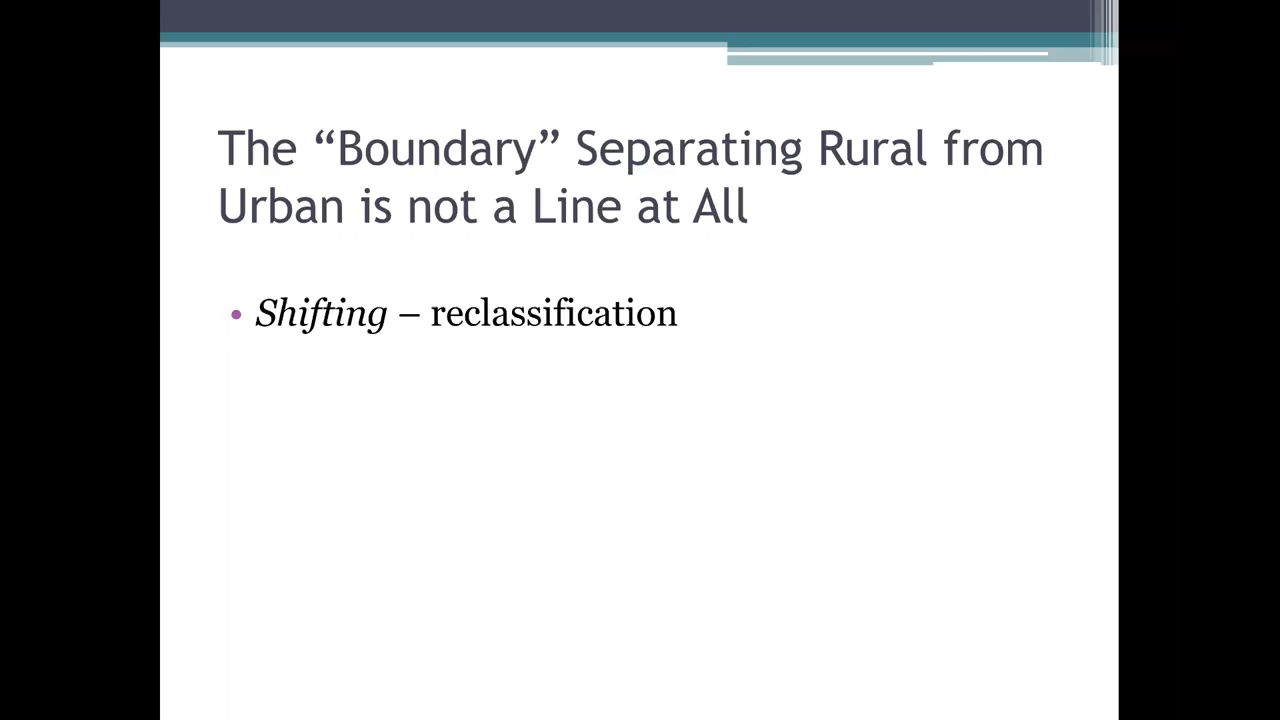 The “Boundary” Separating Rural from
Urban is not a Line at All
• Shifting – reclassification